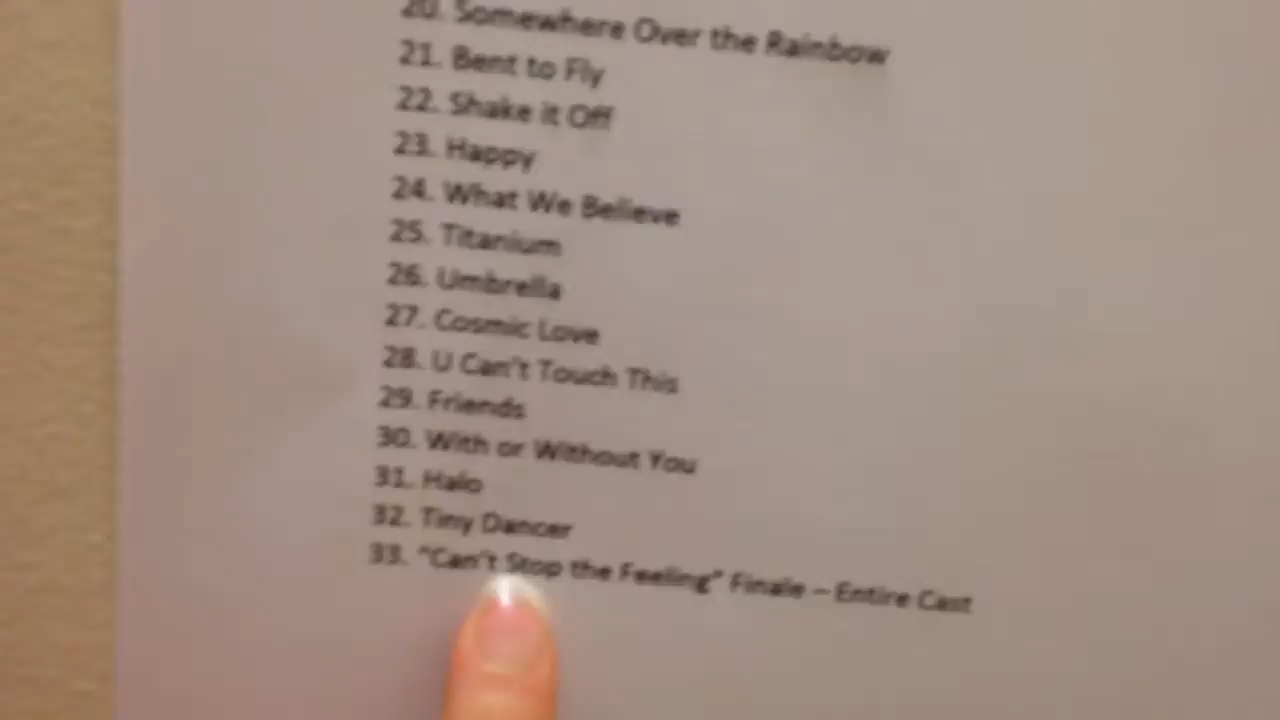 20. Somewhere Over the Rainbow
21. Bent to Fly
22. Shake it Off
23. Happy
24. What We Believe
25. Titanium
26. Umbrella
27. Cosmic Love
28. U Can't Touch This
29. Friends
30. With or Without You
31. Halo
32. Tiny Dancer
33. "Can't Stop the Feeling" Finale – Entire Cast